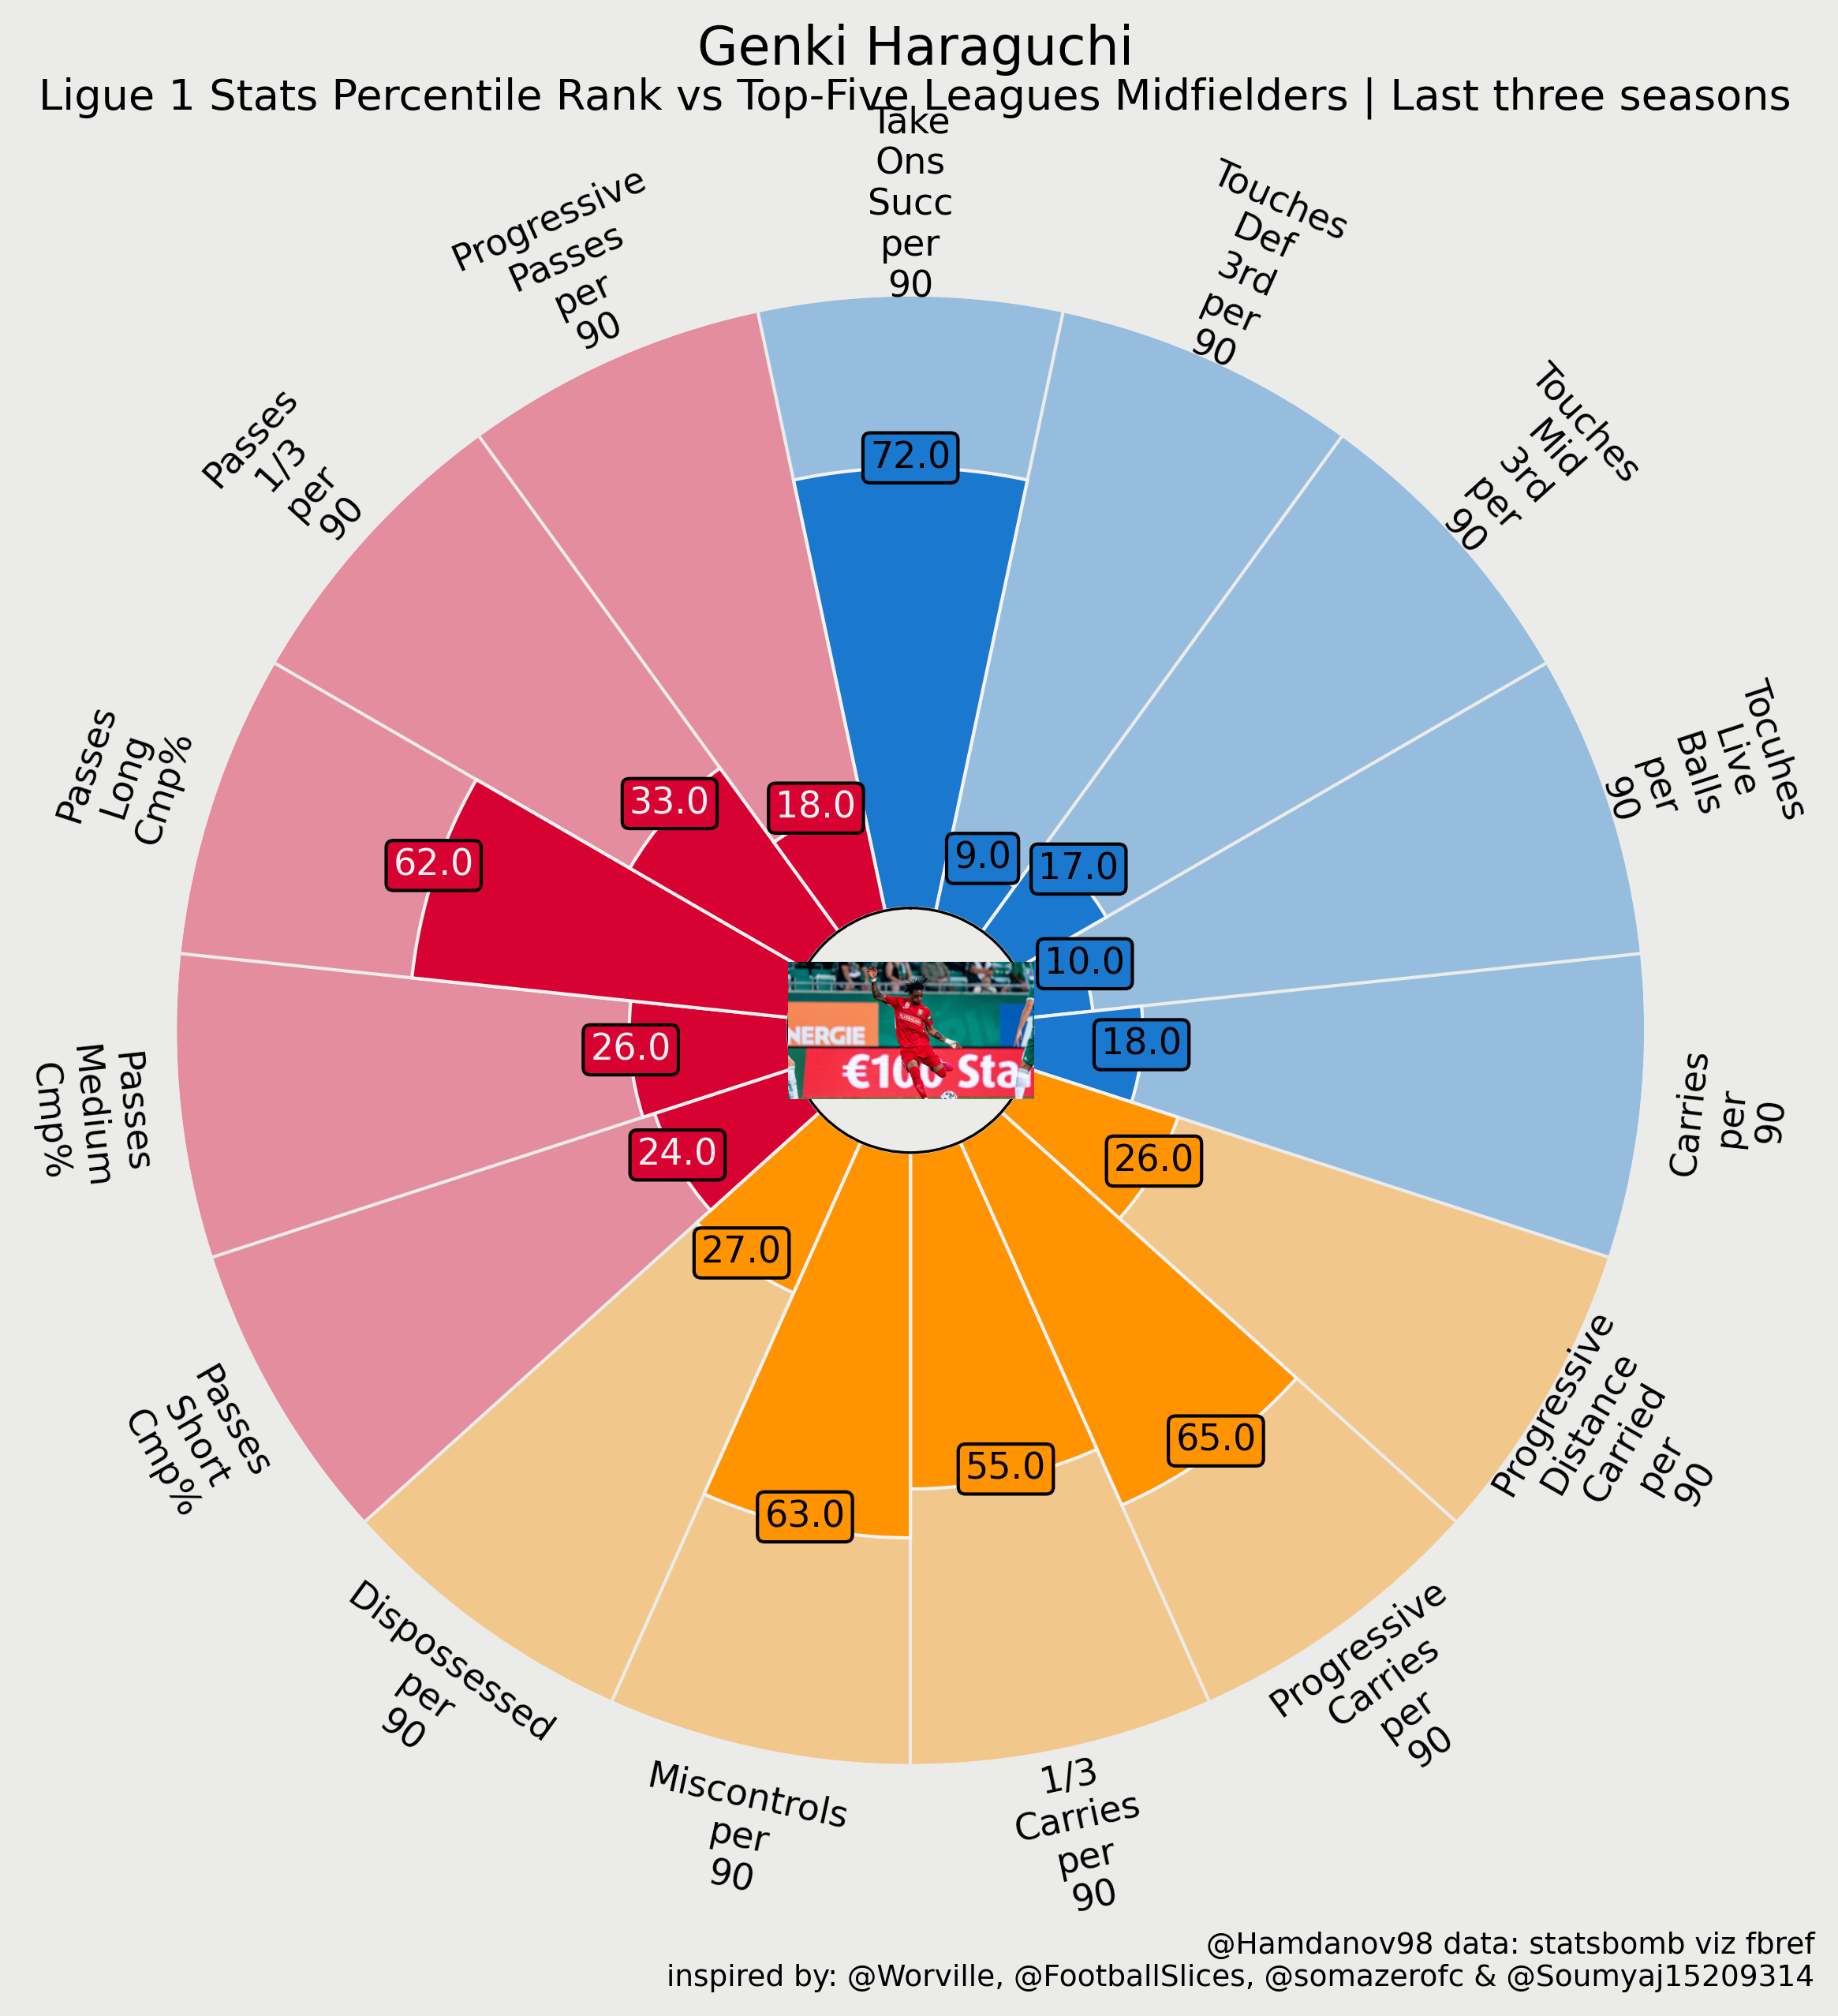 Genki Haraguchi
Ligue 1 Stats Percentile Rank vs Top-Five Leagues Midfielders | Last three seasons
Take
Ons
Succ
per
90
Touches
Def
3rd
per
90
Touches
Mid
3rd
per
90
Tocuhes
Live
Balls
per
90
Carries
per
90
Progressive
Distance
Carried
per
90
Progressive
Carries
per
90
1/3
Carries
per
90
Miscontrols
per
90
Dispossessed
per
90
Passes
Short
Cmp%
Passes
Medium
Cmp%
Passes
Long
Cmp%
Passes
1/3
per
90
Progressive
Passes
per
90
72.0
9.0
17.0
10.0
18.0
26.0
65.0
55.0
63.0
27.0
24.0
26.0
62.0
33.0
18.0
NERGIE
€100 Star
@Hamdanov98 data: statsbomb viz fbref
inspired by: @Worville, @FootballSlices, @somazerofc & @Soumyaj15209314